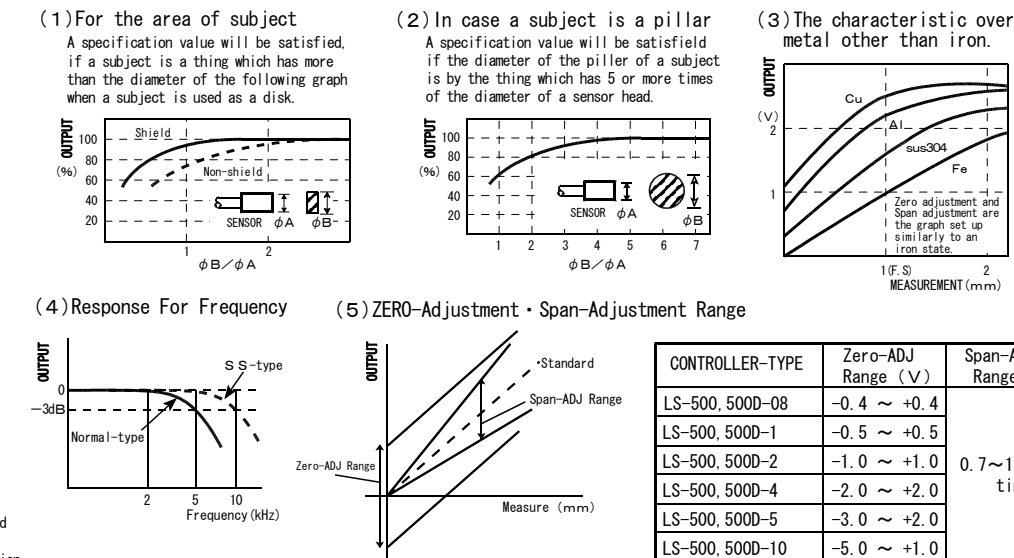 (1)For the area of subject
A specification value will be satisfied,
if a subject is a thing which has more
than the diameter of the following graph
when a subject is used as a disk.
OUTPUT
(%)
100
80
60
40
20
Shield
Non-shield
SENSOR φA φB
1 2
φB/φA
(2)In case a subject is a pillar
A specification value will be satisfield
if the diameter of the piller of a subject
is by the thing which has 5 or more times
of the diameter of a sensor head.
OUTPUT
(%)
100
80
60
40
20
SENSOR φA φB
1 2 3 4 5 6 7
φB/φA
(3)The characteristic over
metal other than iron.
OUTPUT
(V)
2
1
Cu
Al
sus304
Fe
Zero adjustment and
Span adjustment are
the graph set up
similarly to an
iron state.
1(F.S) 2
MEASUREMENT(mm)
(4)Response For Frequency
OUTPUT
0
-3dB
SS-type
Normal-type
2 5 10
Frequency(kHz)
(5)ZERO-Adjustment・Span-Adjustment Range
OUTPUT
・Standard
Span-ADJ Range
Zero-ADJ Range
Measure (mm)
CONTROLLER-TYPE Zero-ADJ Range (V) Span-A Range
LS-500,500D-08 -0.4 ~ +0.4
LS-500,500D-1 -0.5 ~ +0.5
LS-500,500D-2 -1.0 ~ +1.0
0.7~1
LS-500,500D-4 -2.0 ~ +2.0
LS-500,500D-5 -3.0 ~ +2.0
LS-500,500D-10 -5.0 ~ +1.0